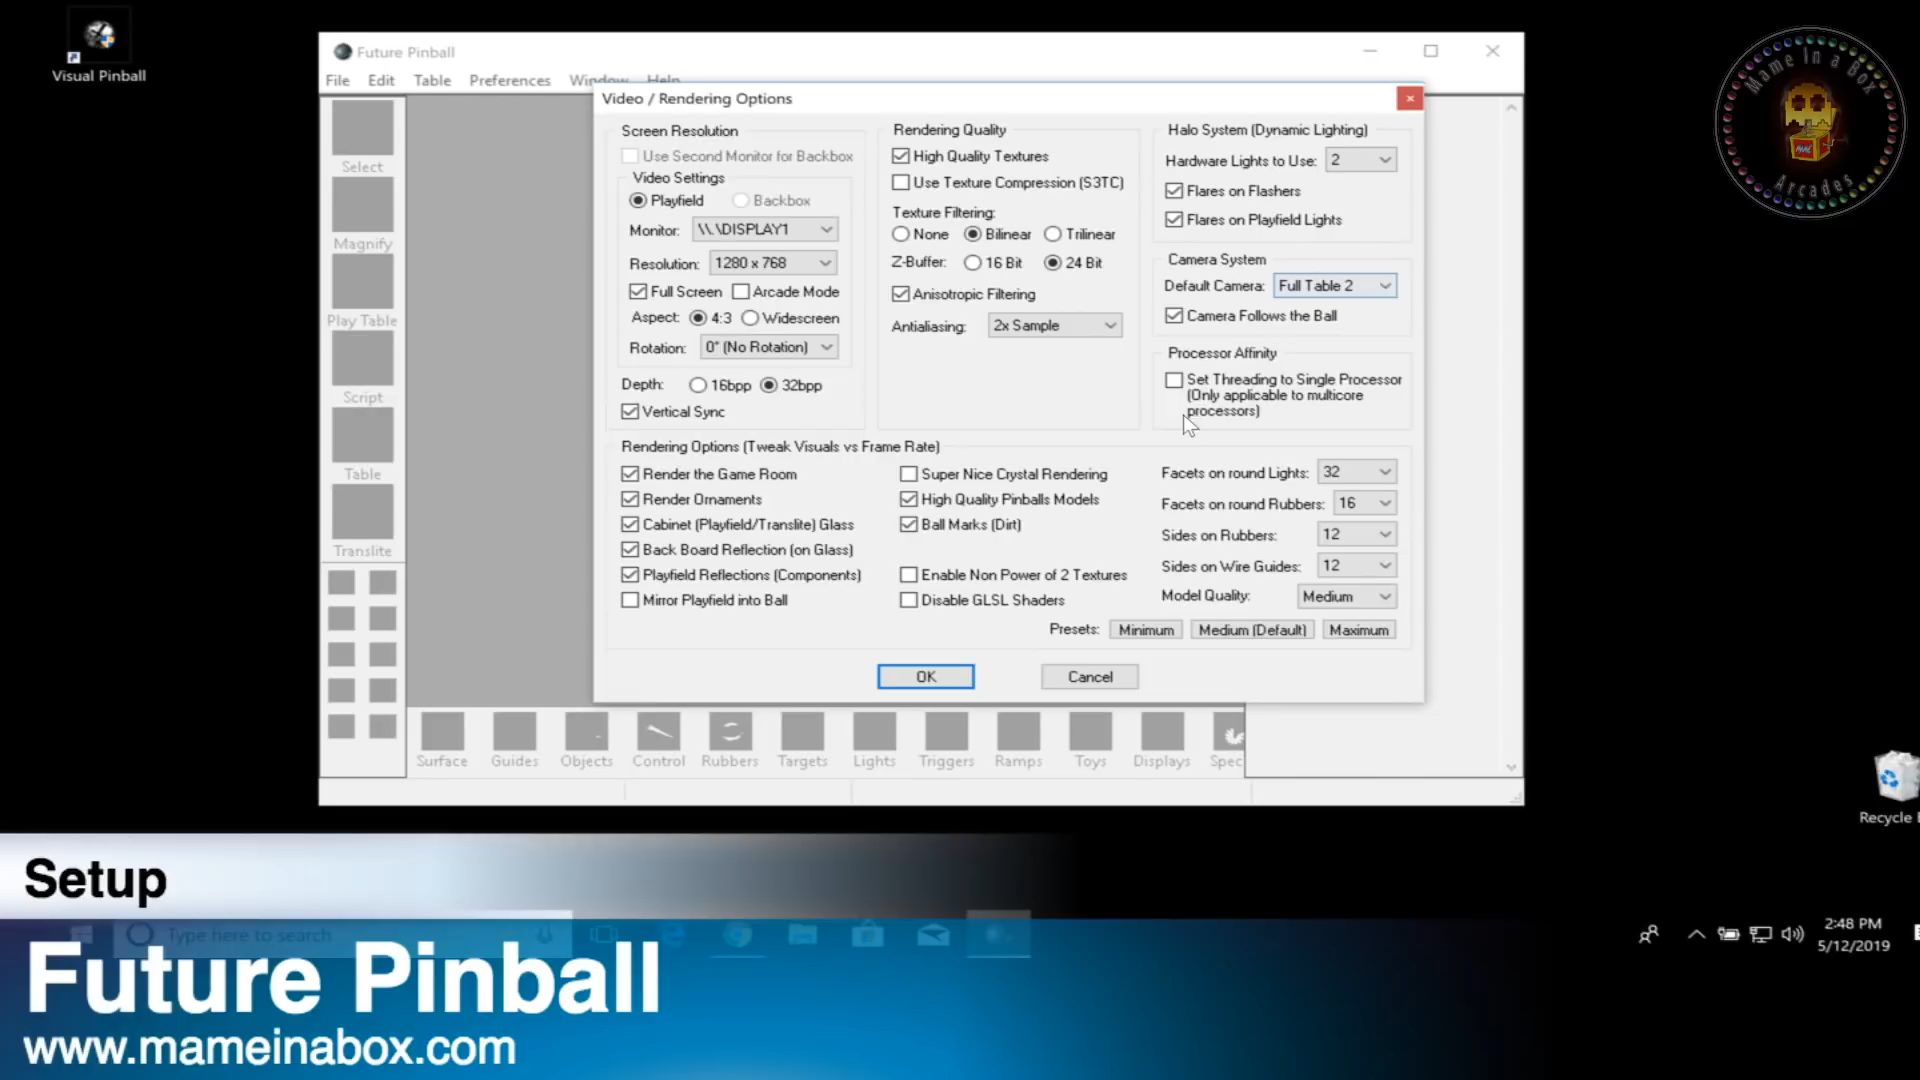 Visual Pinball
Future Pinball
File Edit Table Preferences Window Help
Select
Magnify
Play Table
Script
Table
Translite
Video / Rendering Options
Screen Resolution
Use Second Monitor for Backbox
Video Settings
Playfield Backbox
Monitor: \\.\DISPLAY1
Resolution: 1280 x 768
Full Screen Arcade Mode
Aspect: 4:3 Widescreen
Rotation: 0° (No Rotation)
Depth: 16bpp 32bpp
Vertical Sync
Rendering Quality
High Quality Textures
Use Texture Compression (S3TC)
Texture Filtering:
None Bilinear Trilinear
Z-Buffer: 16 Bit 24 Bit
Anisotropic Filtering
Antialiasing: 2x Sample
Halo System (Dynamic Lighting)
Hardware Lights to Use: 2
Flares on Flashers
Flares on Playfield Lights
Camera System
Default Camera: Full Table 2
Camera Follows the Ball
Processor Affinity
Set Threading to Single Processor
(Only applicable to multicore
processors)
Rendering Options (Tweak Visuals vs Frame Rate)
Render the Game Room
Render Ornaments
Cabinet (Playfield/Translite) Glass
Back Board Reflection (on Glass)
Playfield Reflections (Components)
Mirror Playfield into Ball
Super Nice Crystal Rendering
High Quality Pinballs Models
Ball Marks (Dirt)
Enable Non Power of 2 Textures
Disable GLSL Shaders
Facets on round Lights: 32
Facets on round Rubbers: 16
Sides on Rubbers: 12
Sides on Wire Guides: 12
Model Quality: Medium
Presets: Minimum Medium (Default) Maximum
OK Cancel
Surface Guides Objects Control Rubbers Targets Lights Triggers Ramps Toys Displays Spec
Mame In a Box
MAME
Arcades
Recycle B
Setup
Type here to search
2:48 PM
5/12/2019
Future Pinball
www.mameinabox.com